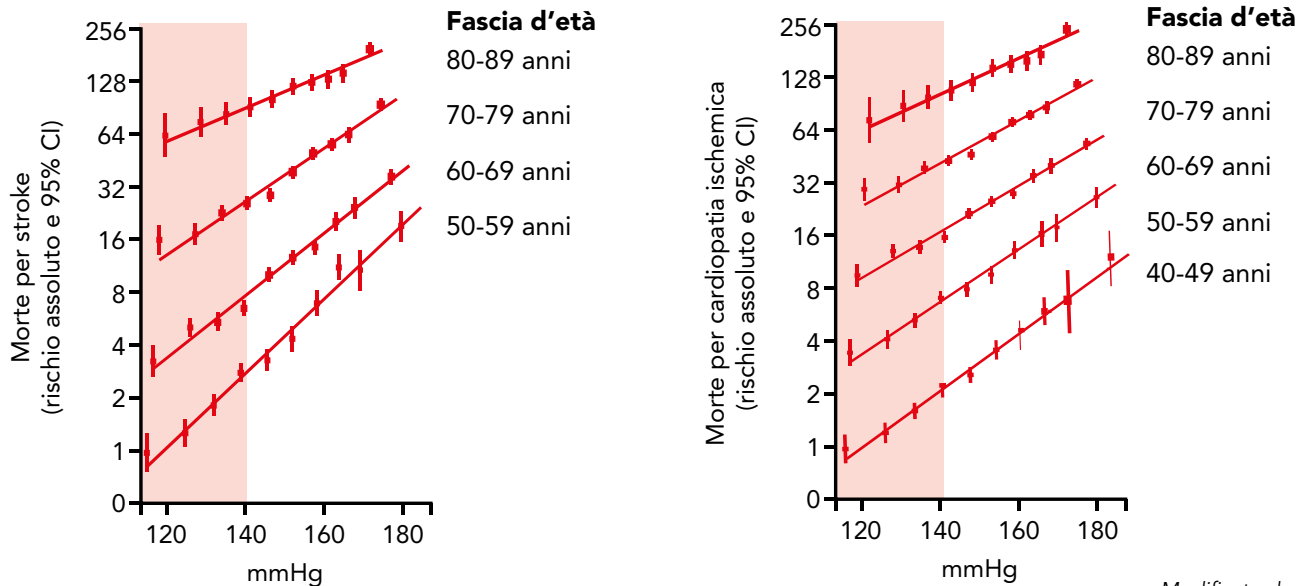 Morte per stroke
(rischio assoluto e 95% CI)
256
128
64
32
16
8
4
2
1
0
120 140 160 180
mmHg
Fascia d'età
80-89 anni
70-79 anni
60-69 anni
50-59 anni
Morte per cardiopatia ischemica
(rischio assoluto e 95% CI)
256
128
64
32
16
8
4
2
1
0
120 140 160 180
mmHg
Fascia d'età
80-89 anni
70-79 anni
60-69 anni
50-59 anni
40-49 anni